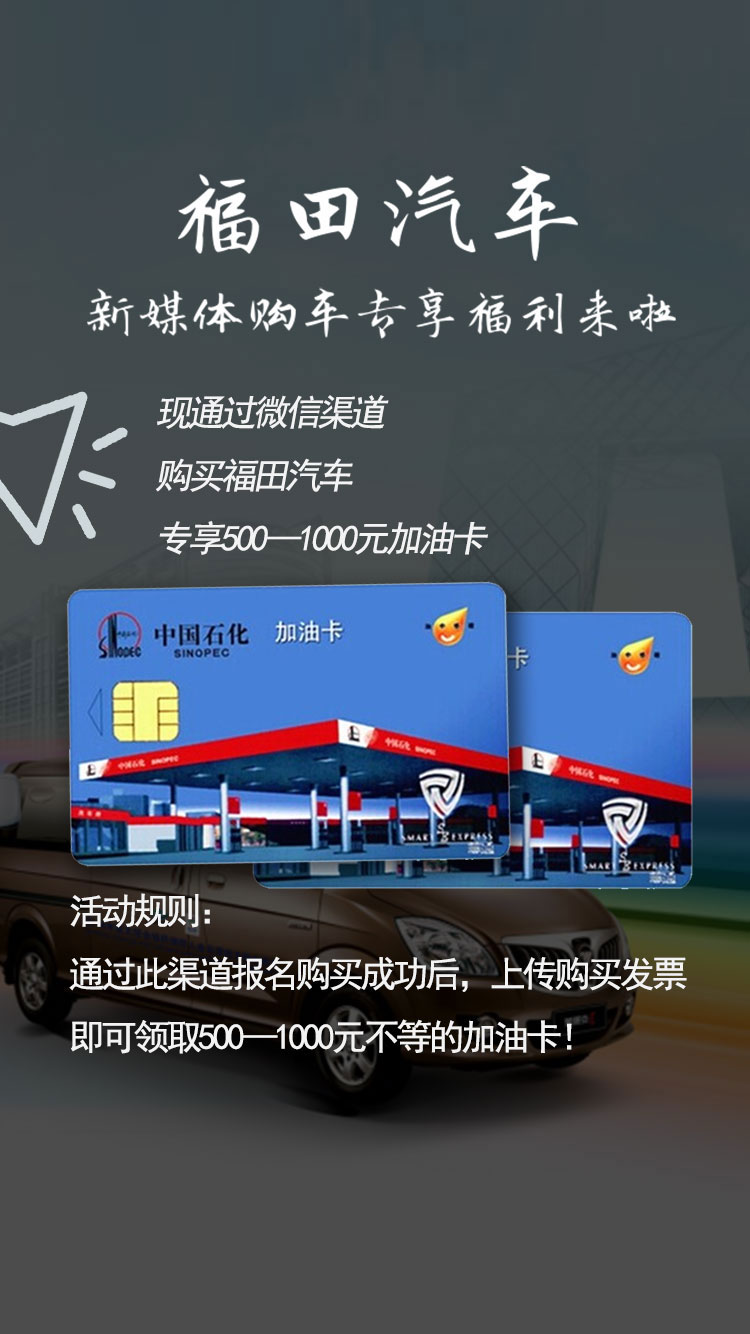 福田汽车
新媒体购车专享福利来啦
现通过微信渠道
购买福田汽车
专享500—1000元加油卡
中国石化 加油卡
SINOPEC
卡
中国石化 SINOPEC
中国石化 SINOPEC
活动规则：
通过此渠道报名购买成功后，上传购买发票
即可领取500—1000元不等的加油卡！